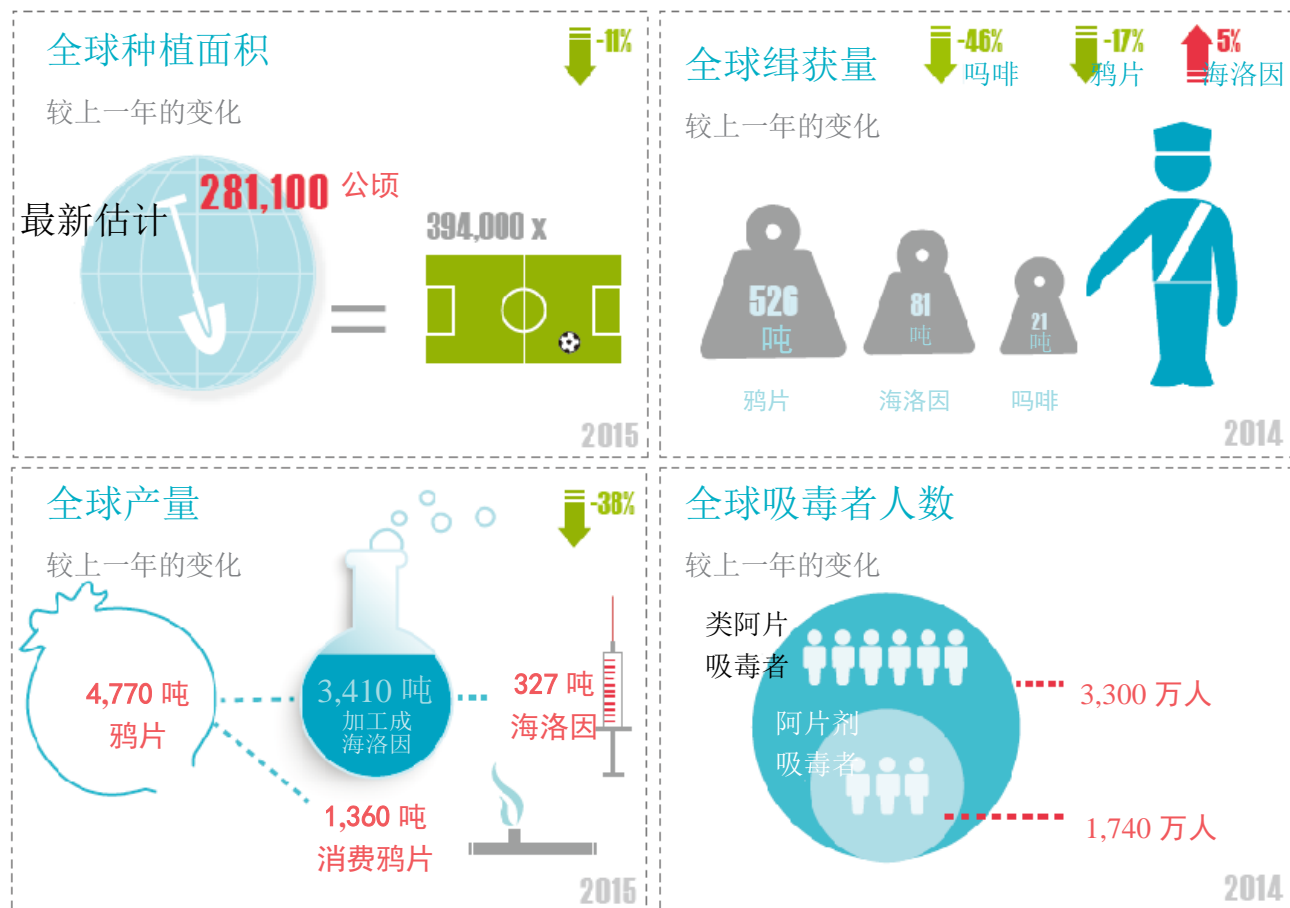 全球种植面积
-11%
较上一年的变化
281,100 公顷
最新估计
394,000 x
2015
全球缉获量
-46%
吗啡
-17%
鸦片
5%
海洛因
较上一年的变化
526
吨
81
吨
21
吨
鸦片
海洛因
吗啡
2014
全球产量
-38%
较上一年的变化
4,770 吨
鸦片
3,410 吨
加工成
海洛因
327 吨
海洛因
1,360 吨
消费鸦片
2015
全球吸毒者人数
较上一年的变化
类阿片
吸毒者
3,300 万人
阿片剂
吸毒者
1,740 万人
2014